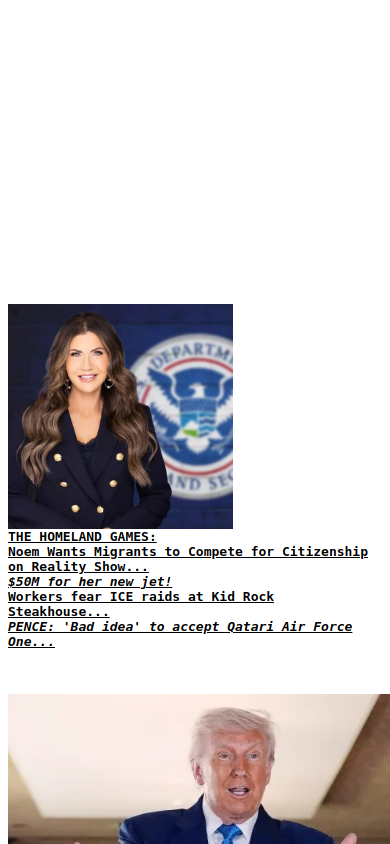 DEPARTM
AND SEC
THE HOMELAND GAMES:
Noem Wants Migrants to Compete for Citizenship
on Reality Show...
$50M for her new jet!
Workers fear ICE raids at Kid Rock
Steakhouse...
PENCE: 'Bad idea' to accept Qatari Air Force
One...